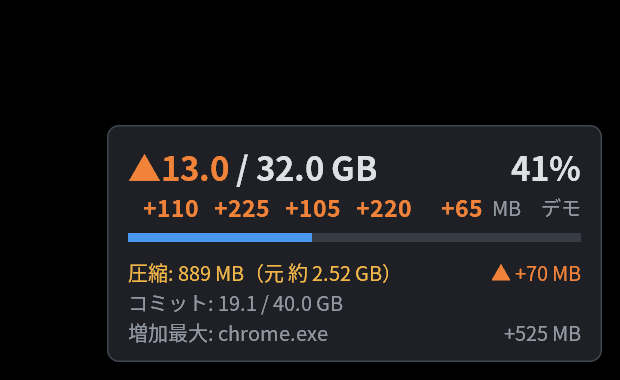 ▲13.0 / 32.0 GB 41%
+110 +225 +105 +220 +65 MB デモ
圧縮: 889 MB（元 約 2.52 GB） ▲ +70 MB
コミット: 19.1 / 40.0 GB
増加最大: chrome.exe +525 MB